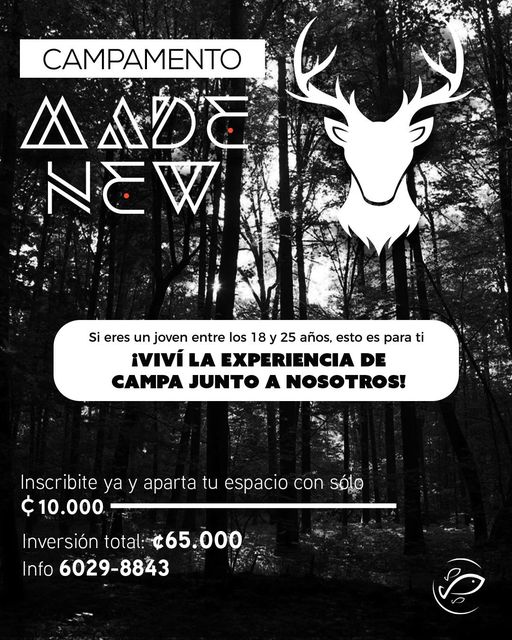 CAMPAMENTO
MADE
NEW
Si eres un joven entre los 18 y 25 años, esto es para ti
¡VIVÍ LA EXPERIENCIA DE
CAMPA JUNTO A NOSOTROS!
Inscribite ya y aparta tu espacio con sólo
₡ 10.000
Inversión total: ¢65.000
Info 6029-8843